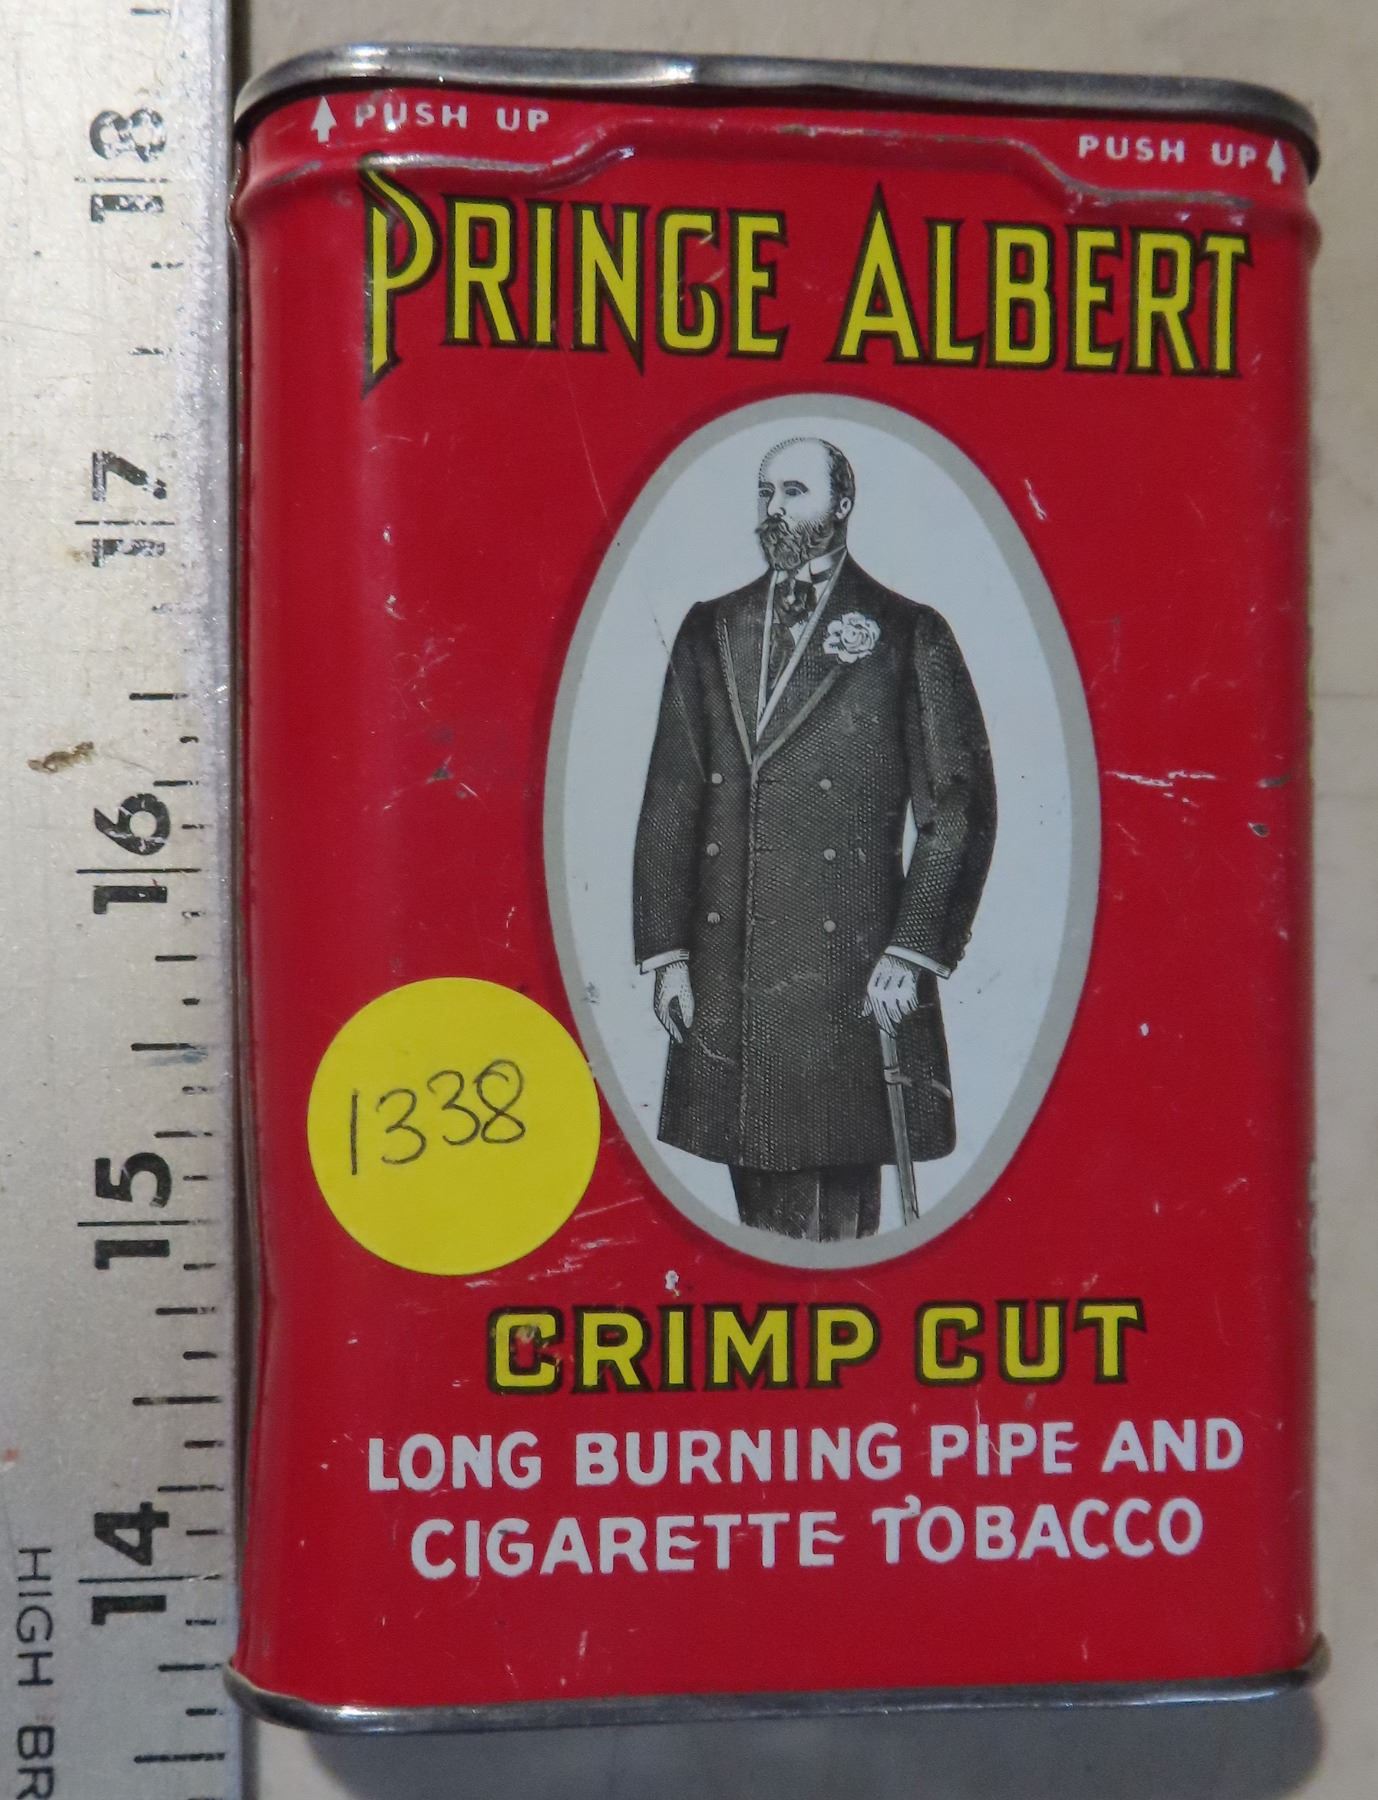 PUSH UP
PUSH UP
PRINCE ALBERT
1338
CRIMP CUT
LONG BURNING PIPE AND
CIGARETTE TOBACCO
18
17
16
15
14
HIGH BR